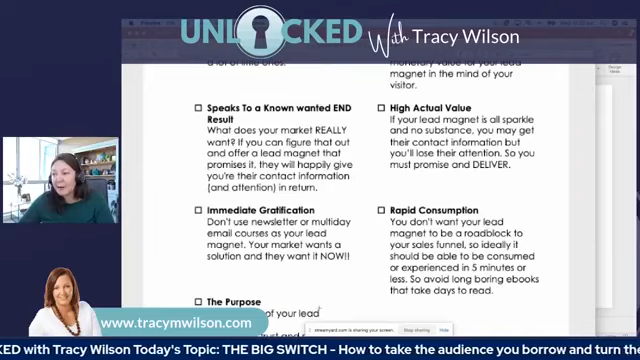 UNLOCKED With Tracy Wilson
a lot of little ones.
monetary value for your lead
magnet in the mind of your
visitor.
☐ Speaks To a Known wanted END
Result
What does your market REALLY
want? If you can figure that out
and offer a lead magnet that
promises it, they will happily give
you're their contact information
(and attention) in return.
☐ High Actual Value
If your lead magnet is all sparkle
and no substance, you may get
their contact information but
you'll lose their attention. So you
must promise and DELIVER.
☐ Immediate Gratification
Don't use newsletter or multiday
email courses as your lead
magnet. Your market wants a
solution and they want it NOW!!
☐ Rapid Consumption
You don't want your lead
magnet to be a roadblock to
your sales funnel, so ideally it
should be able to be consumed
or experienced in 5 minutes or
less. So avoid long boring ebooks
that take days to read.
The Purpose
of your lead
streamyard.com is sharing your screen.
Stop sharing
Hide
Design
Ideas
www.tracymwilson.com
KED with Tracy Wilson Today's Topic: THE BIG SWITCH - How to take the audience you borrow and turn the